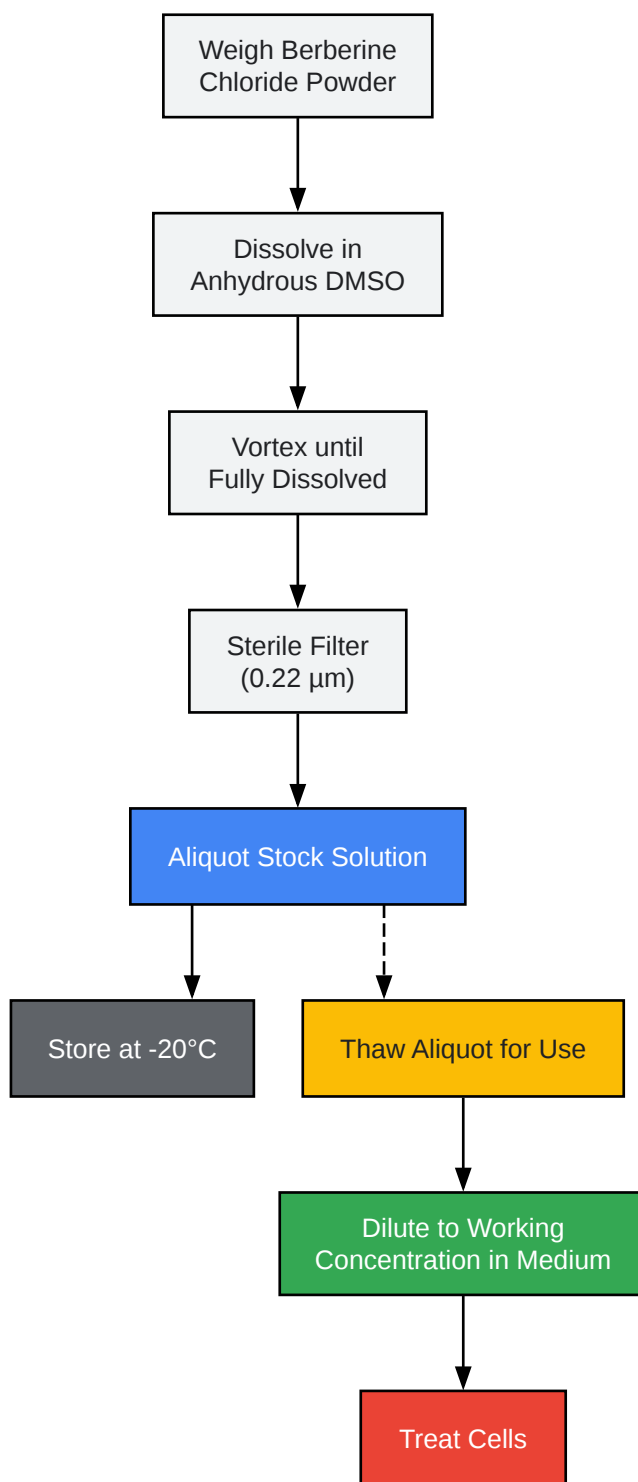 Weigh Berberine
Chloride Powder
Dissolve in
Anhydrous DMSO
Vortex until
Fully Dissolved
Sterile Filter
(0.22 µm)
Aliquot Stock Solution
Store at -20°C
Thaw Aliquot for Use
Dilute to Working
Concentration in Medium
Treat Cells